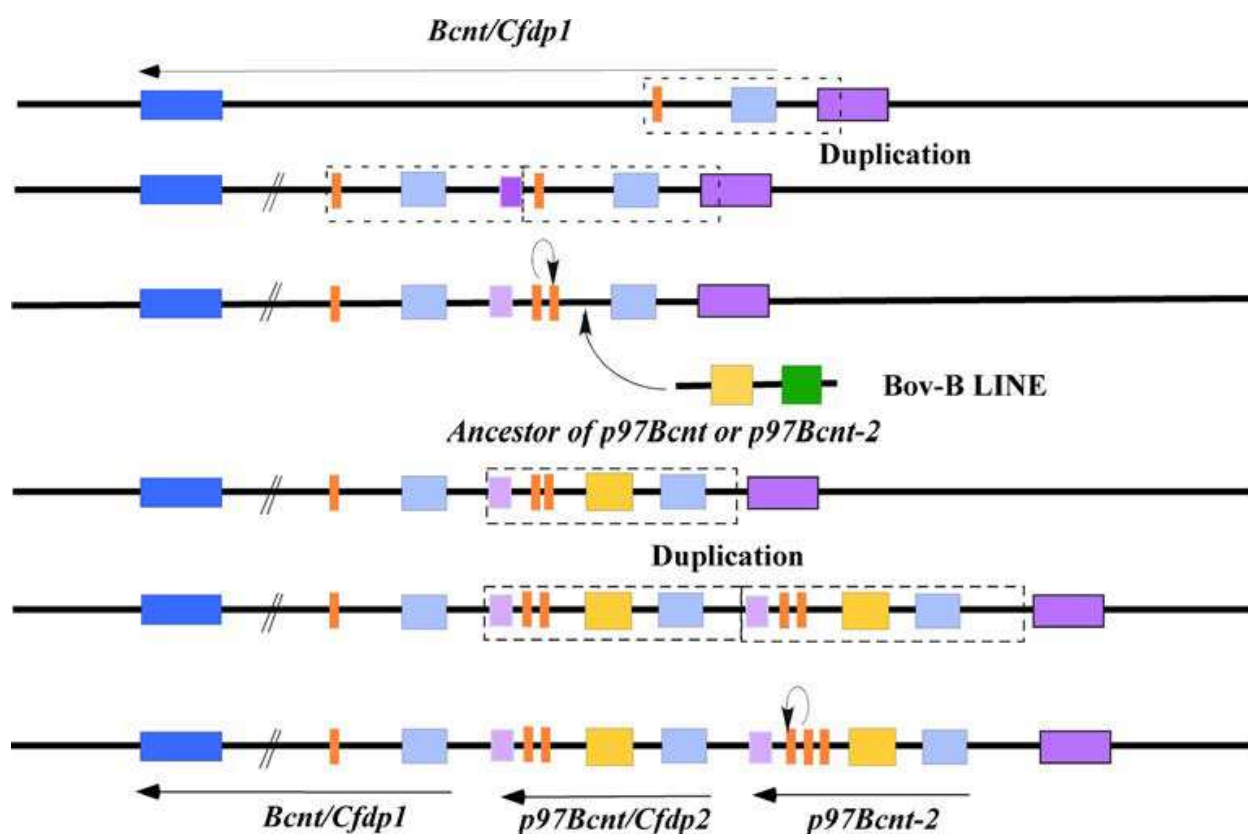 Bcnt/Cfdp1
Duplication
Bov-B LINE
Ancestor of p97Bcnt or p97Bcnt-2
Duplication
Bcnt/Cfdp1 p97Bcnt/Cfdp2 p97Bcnt-2